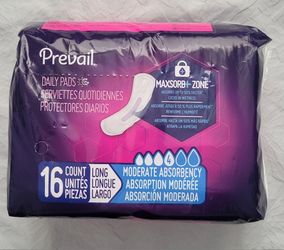 Prevail
DAILY PADS
SERVIETTES QUOTIDIENNES
PROTECTORES DIARIOS
MAXSORB ZONE
16
COUNT
UNITÉS
PIEZAS
LONG
LONGUE
LARGO
4
MODERATE ABSORBENCY
ABSORPTION MODÉRÉE
ABSORCIÓN MODERADA